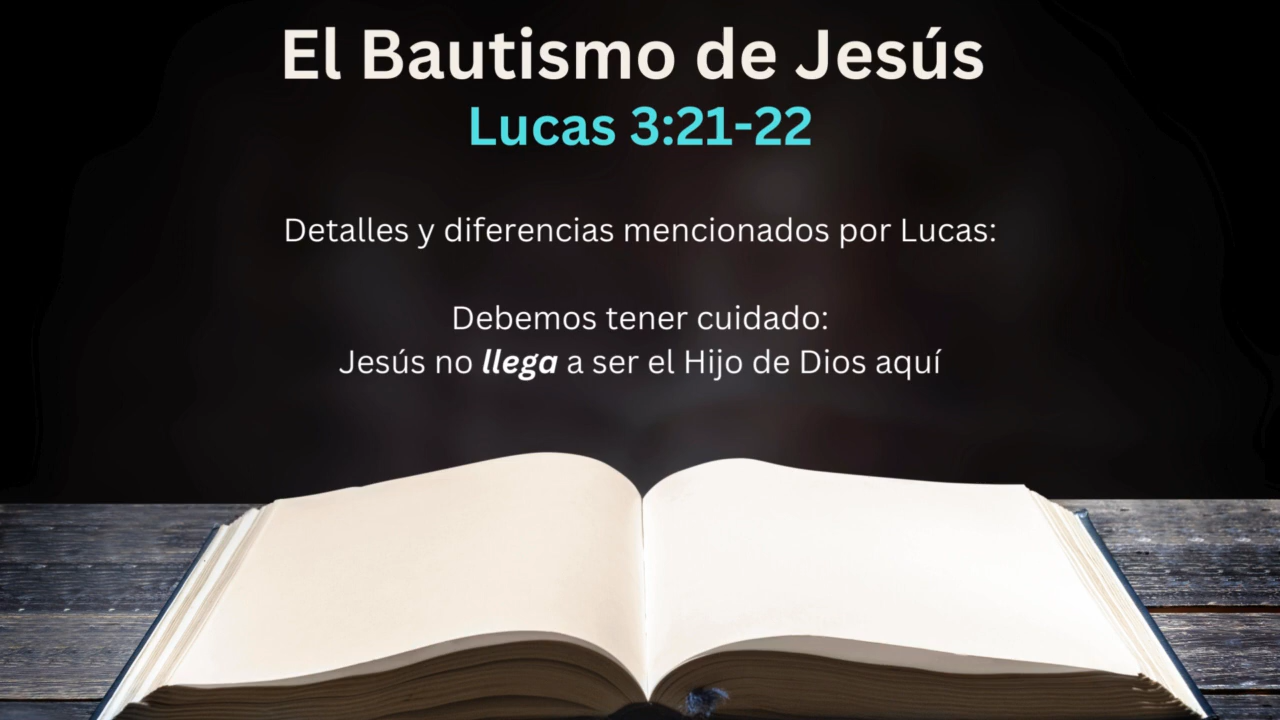 El Bautismo de Jesús
Lucas 3:21-22
Detalles y diferencias mencionados por Lucas:
Debemos tener cuidado:
Jesús no llega a ser el Hijo de Dios aquí